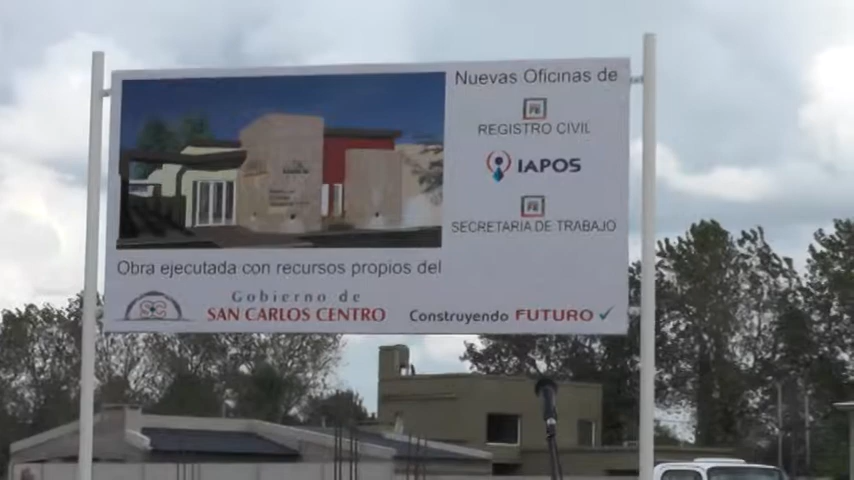 Nuevas Oficinas de
REGISTRO CIVIL
IAPOS
SECRETARIA DE TRABAJO
Obra ejecutada con recursos propios del
Gobierno de
SAN CARLOS CENTRO
Construyendo FUTURO